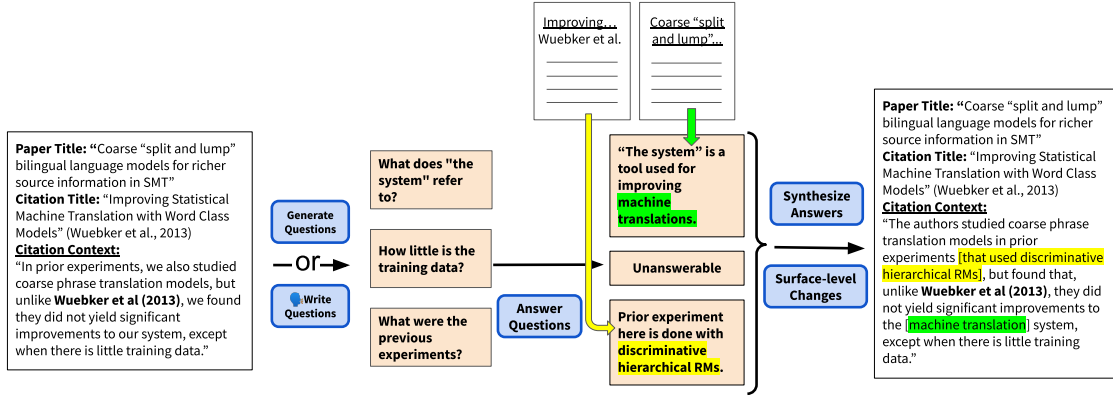 Improving…
Wuebker et al.
Coarse “split
and lump”...
Paper Title: “Coarse “split and lump”
bilingual language models for richer
source information in SMT”
Citation Title: “Improving Statistical
Machine Translation with Word Class
Models” (Wuebker et al., 2013)
Citation Context:
“In prior experiments, we also studied
coarse phrase translation models, but
unlike Wuebker et al (2013), we found
they did not yield significant
improvements to our system, except
when there is little training data.”
Generate
Questions
or
Write
Questions
What does "the
system" refer
to?
How little is the
training data?
What were the
previous
experiments?
Answer
Questions
“The system” is a
tool used for
improving
machine
translations.
Unanswerable
Prior experiment
here is done with
discriminative
hierarchical RMs.
Synthesize
Answers
Surface-level
Changes
Paper Title: “Coarse “split and lump”
bilingual language models for richer
source information in SMT”
Citation Title: “Improving Statistical
Machine Translation with Word Class
Models” (Wuebker et al., 2013)
Citation Context:
“The authors studied coarse phrase
translation models in prior
experiments [that used discriminative
hierarchical RMs], but found that,
unlike Wuebker et al (2013), they did
not yield significant improvements to
the [machine translation] system,
except when there is little training
data.”